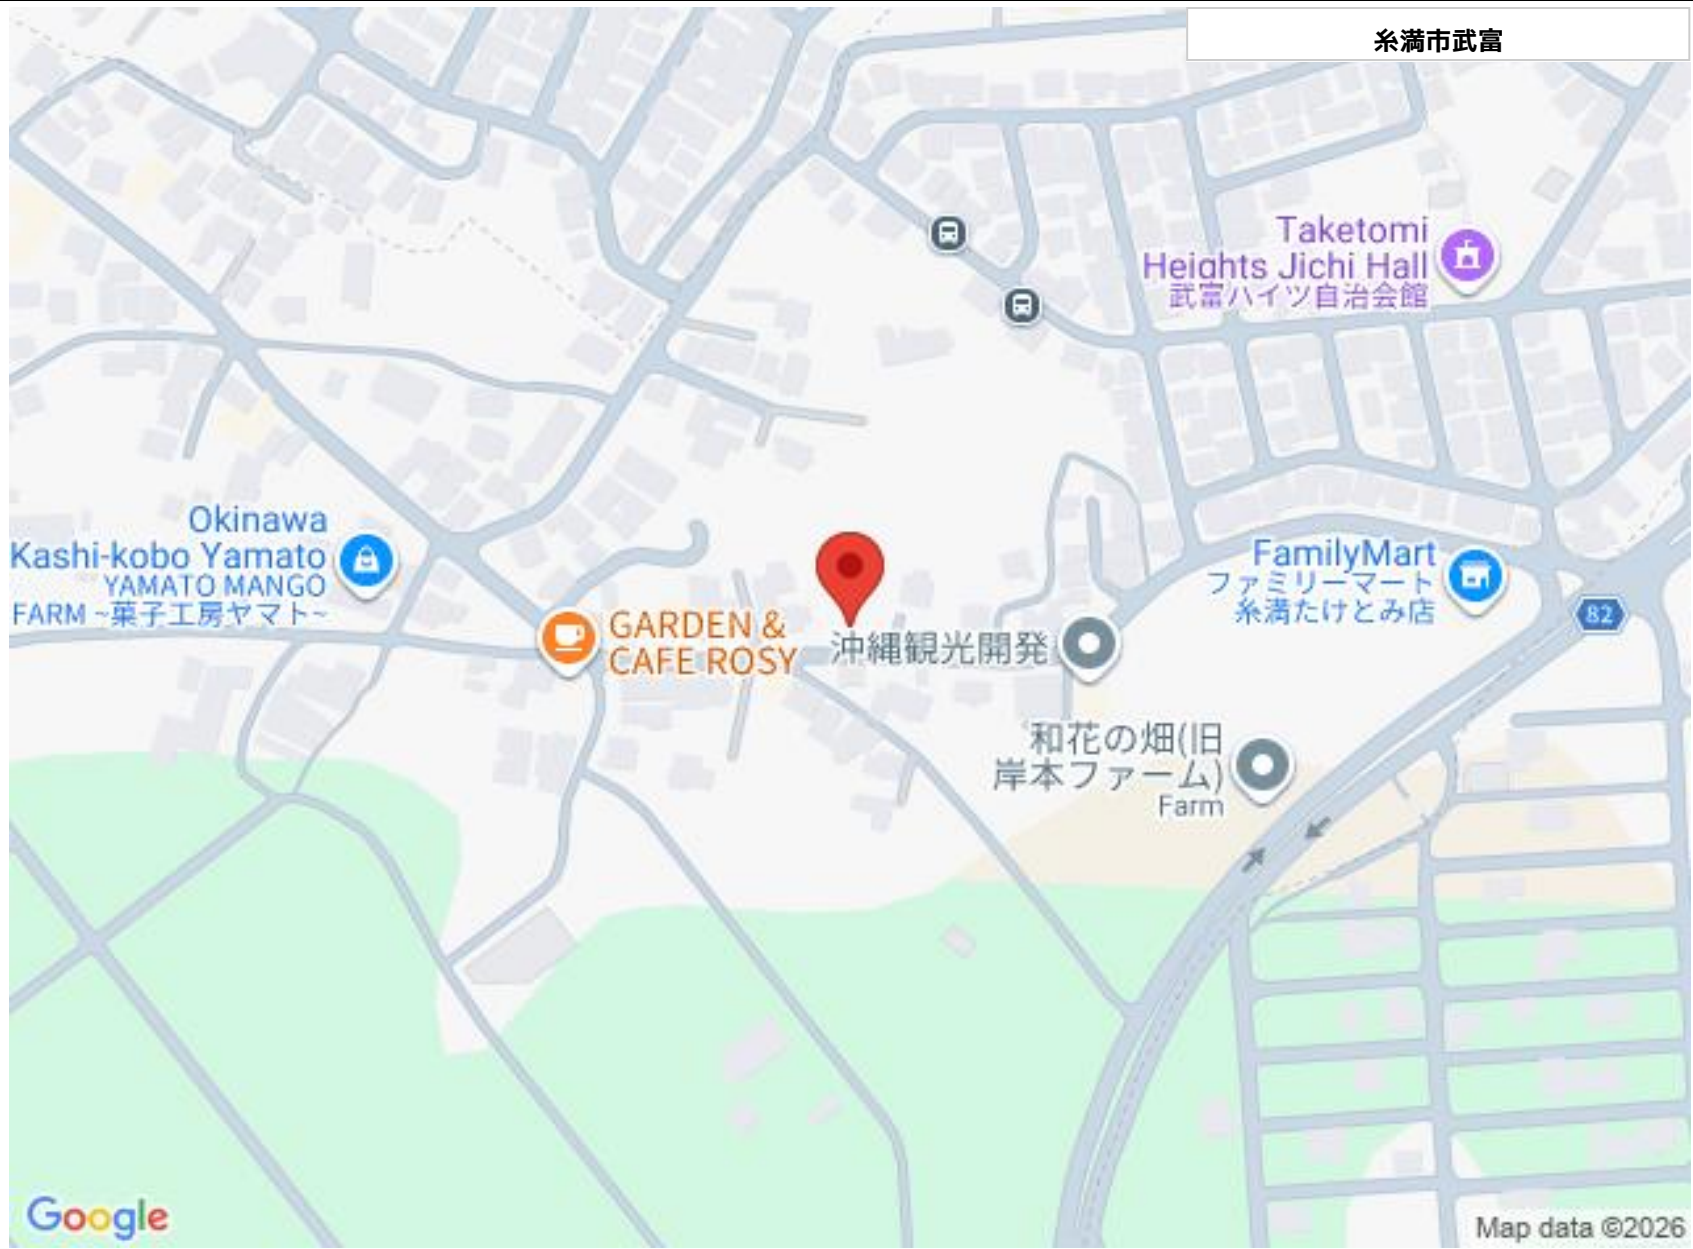 糸満市武富
Taketomi
Heights Jichi Hall
武富ハイツ自治会館
Okinawa
Kashi-kobo Yamato
YAMATO MANGO
FARM ~菓子工房ヤマト~
FamilyMart
ファミリーマート
糸満たけとみ店
82
GARDEN &
CAFE ROSY
沖縄観光開発
和花の畑(旧
岸本ファーム)
Farm
Google
Map data ©2026